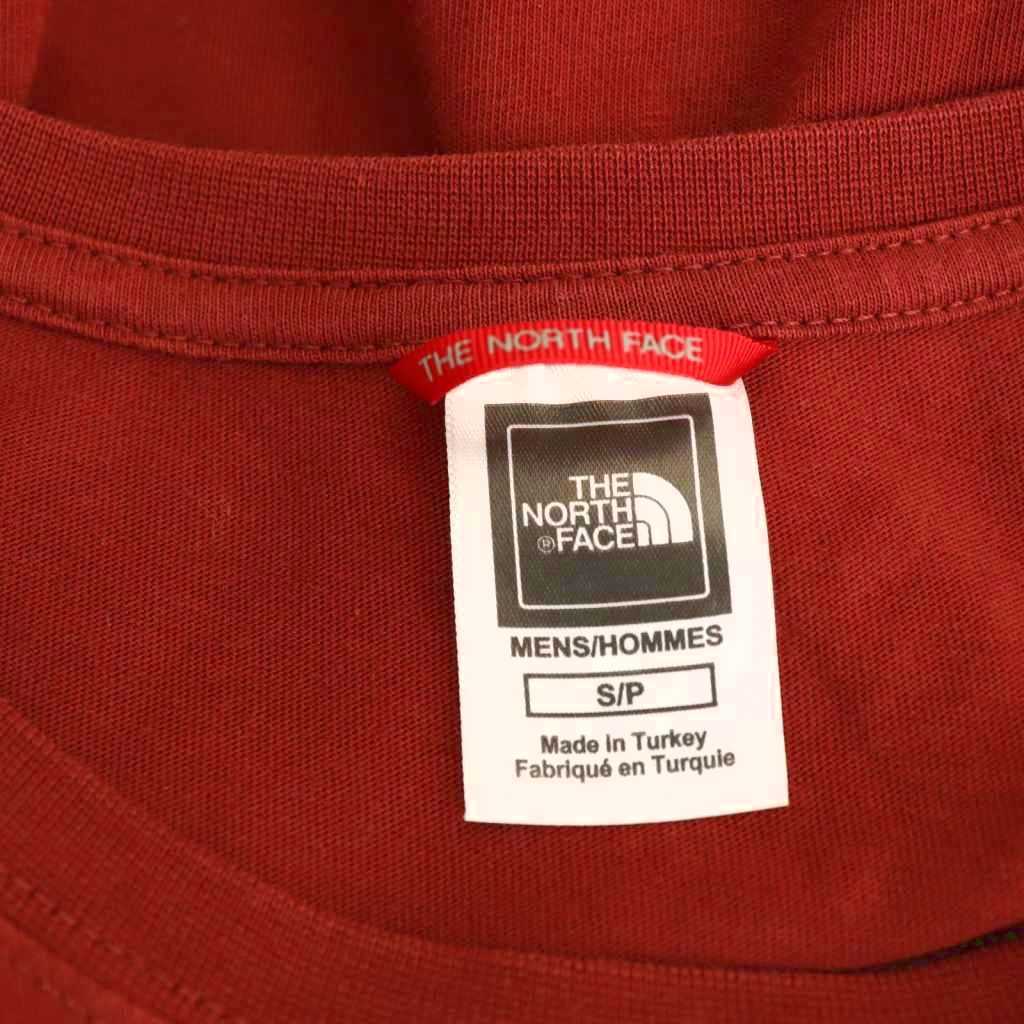 THE NORTH FACE
THE
NORTH
®FACE
MENS/HOMMES
S/P
Made in Turkey
Fabriqué en Turquie